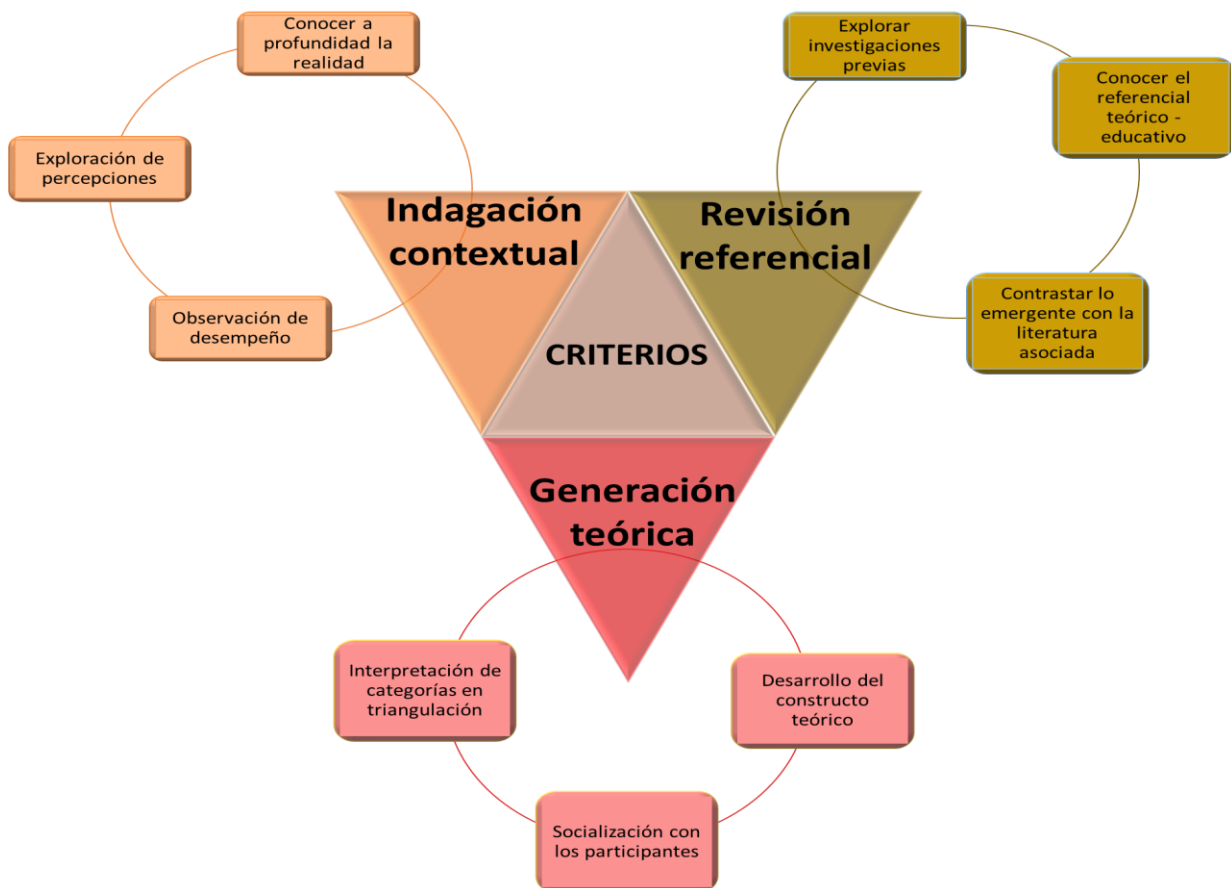 Conocer a
profundidad la
realidad
Exploración de
percepciones
Observación de
desempeño
Indagación
contextual
Explorar
investigaciones
previas
Conocer el
referencial
teórico -
educativo
Contrastar lo
emergente con la
literatura
asociada
Revisión
referencial
CRITERIOS
Generación
teórica
Interpretación de
categorías en
triangulación
Desarrollo del
constructo
teórico
Socialización con
los participantes